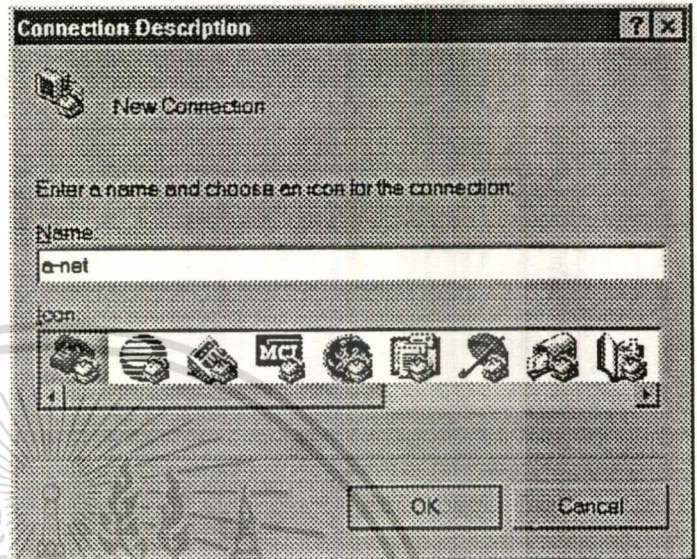 Connection Description
New Connection
Enter a name and choose an icon for the connection:
Name
a-net
Icon
MCI
OK
Cancel